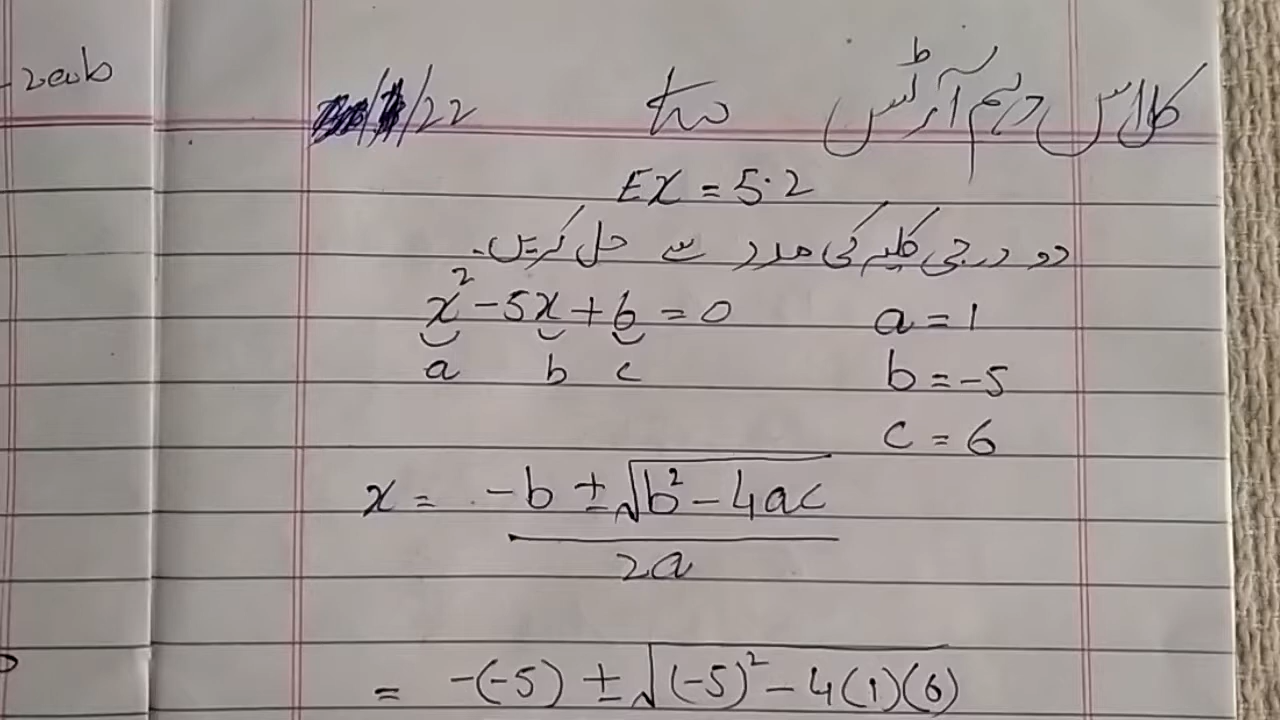 کلاس دہم آرٹس
/22
Ex = 5.2
دو درجی کلیہ کی مدد سے حل کریں۔
x² - 5x + 6 = 0 a = 1
a b c b = -5
c = 6
x = -b ± √b² - 4ac
2a
= -(-5) ± √(-5)² - 4(1)(6)